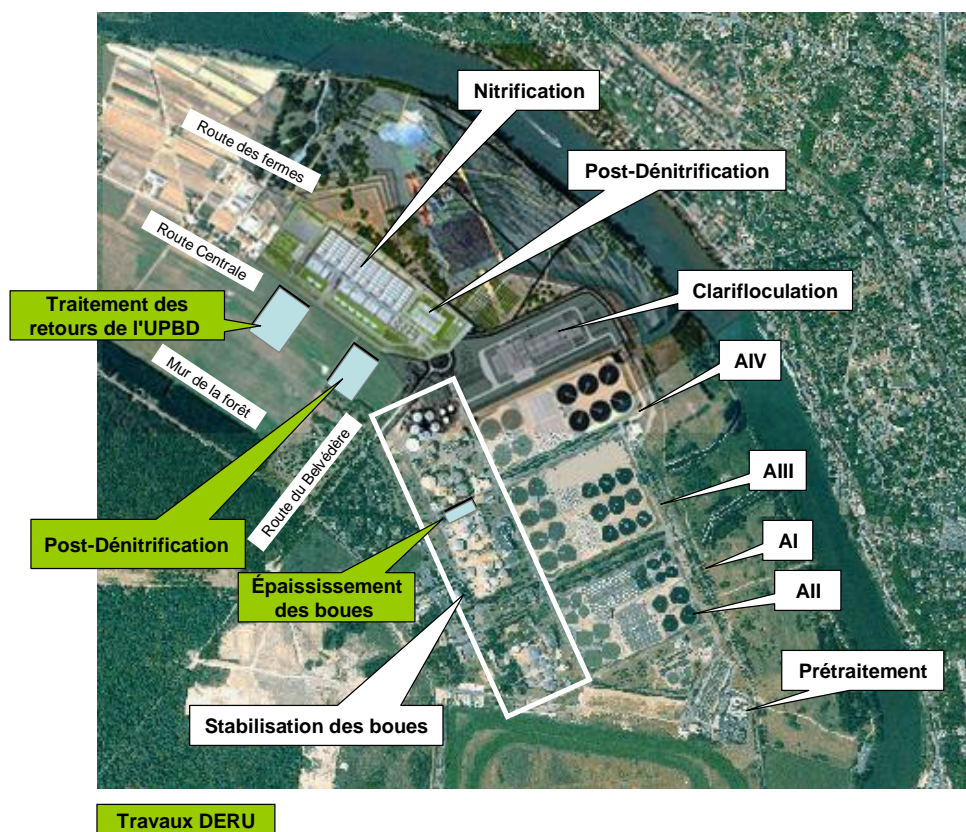 Nitrification
Route des fermes
Post-Dénitrification
Route Centrale
Clarifloculation
Traitement des
retours de l'UPBD
Mur de la forêt
AIV
Route du Belvédère
AIII
Post-Dénitrification
AI
Épaississement
des boues
AII
Prétraitement
Stabilisation des boues
Travaux DERU